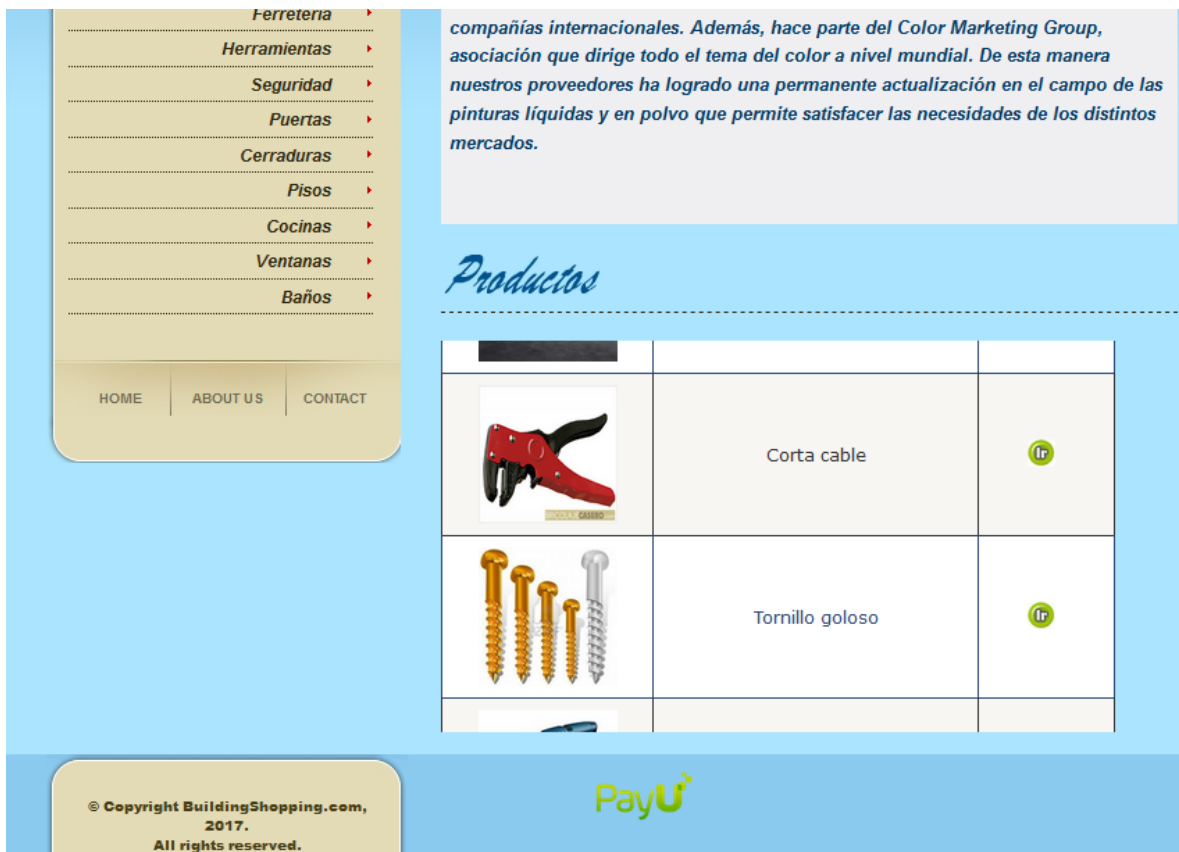 Ferretería
Herramientas
Seguridad
Puertas
Cerraduras
Pisos
Cocinas
Ventanas
Baños
HOME
ABOUT US
CONTACT
compañías internacionales. Además, hace parte del Color Marketing Group,
asociación que dirige todo el tema del color a nivel mundial. De esta manera
nuestros proveedores ha logrado una permanente actualización en el campo de las
pinturas líquidas y en polvo que permite satisfacer las necesidades de los distintos
mercados.
Productos
CASERO
Corta cable
Ir
Tornillo goloso
Ir
© Copyright BuildingShopping.com,
2017.
All rights reserved.
PayU